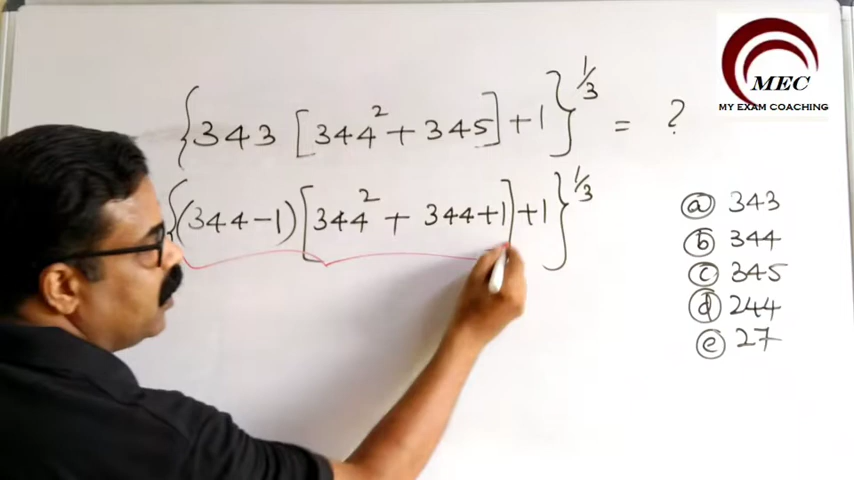 MEC
MY EXAM COACHING
{343 [344² + 345] + 1}^1/3 = ?
{(344-1) [344² + 344+1] + 1}^1/3
ⓐ 343
ⓑ 344
ⓒ 345
ⓓ 244
ⓔ 27